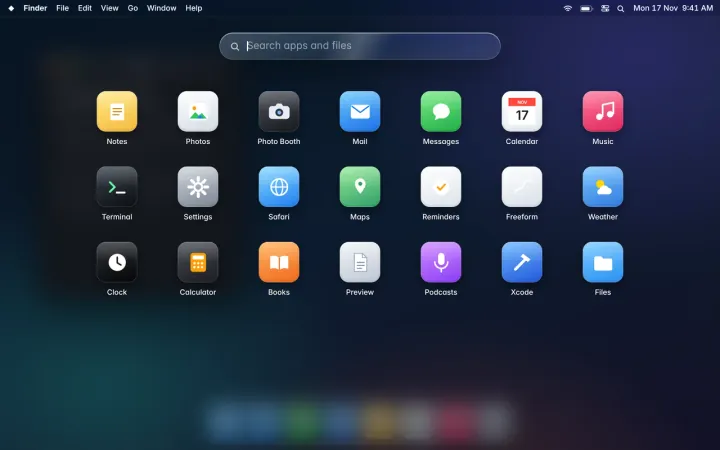 Finder File Edit View Go Window Help Mon 17 Nov 9:41 AM
Search apps and files
NOV
17
Notes Photos Photo Booth Mail Messages Calendar Music
Terminal Settings Safari Maps Reminders Freeform Weather
Clock Calculator Books Preview Podcasts Xcode Files